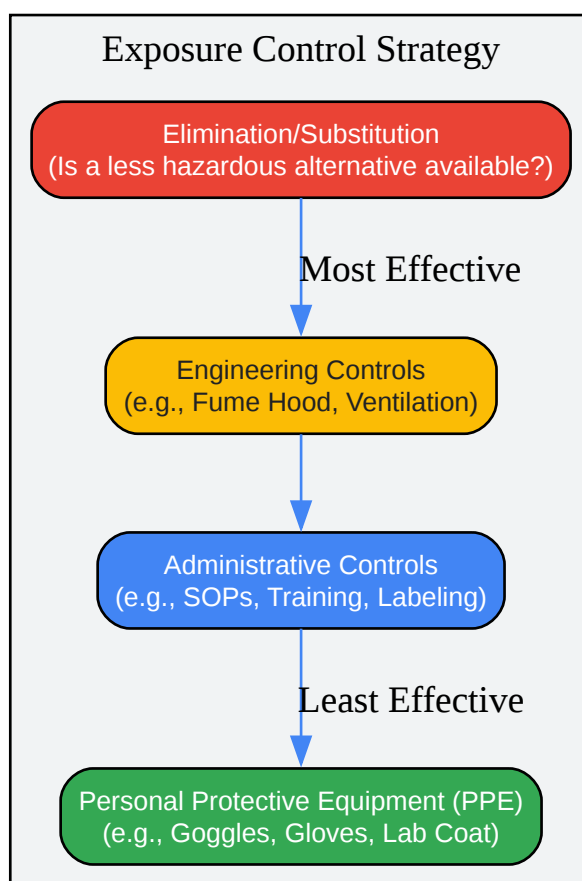 Exposure Control Strategy
Elimination/Substitution
(Is a less hazardous alternative available?)
Most Effective
Engineering Controls
(e.g., Fume Hood, Ventilation)
Administrative Controls
(e.g., SOPs, Training, Labeling)
Least Effective
Personal Protective Equipment (PPE)
(e.g., Goggles, Gloves, Lab Coat)